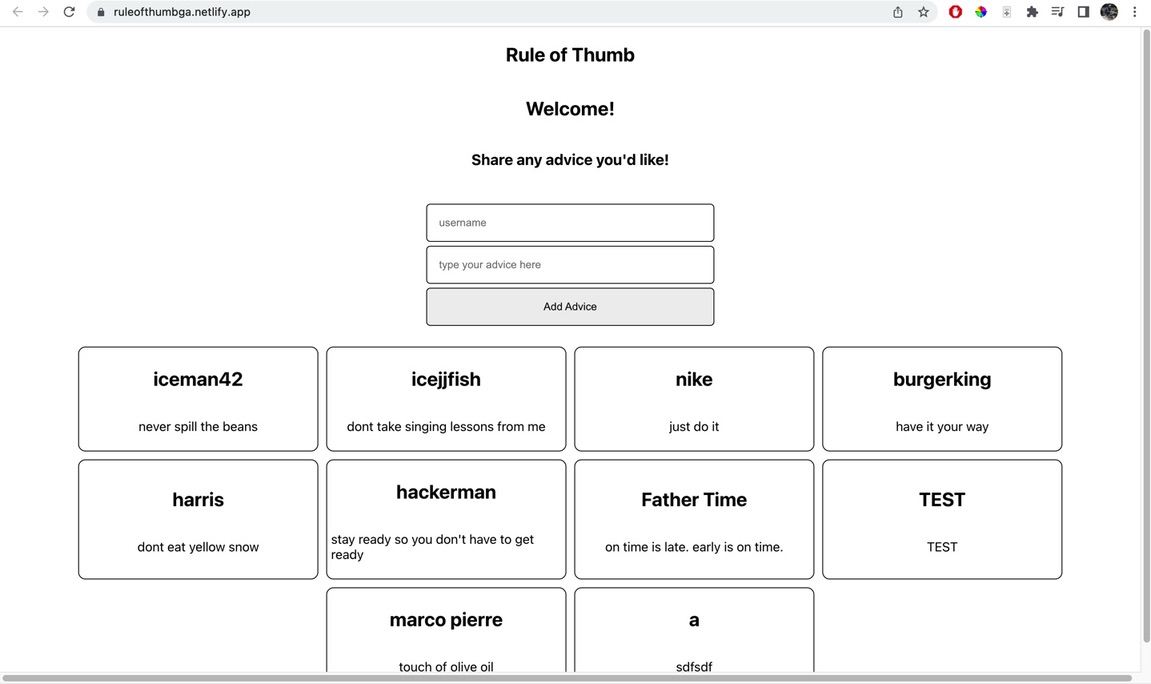 ruleofthumbga.netlify.app
Rule of Thumb
Welcome!
Share any advice you'd like!
username
type your advice here
Add Advice
iceman42
never spill the beans
icejjfish
dont take singing lessons from me
nike
just do it
burgerking
have it your way
harris
dont eat yellow snow
hackerman
stay ready so you don't have to get
ready
Father Time
on time is late. early is on time.
TEST
TEST
marco pierre
touch of olive oil
a
sdfsdf